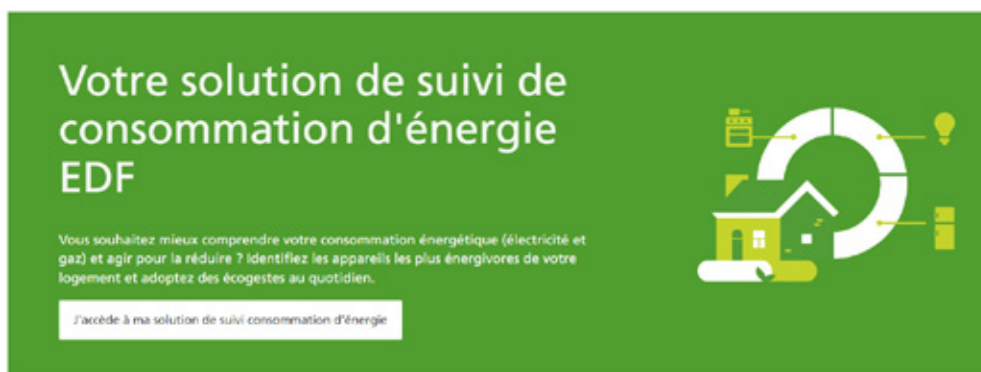 Votre solution de suivi de
consommation d'énergie
EDF
Vous souhaitez mieux comprendre votre consommation énergétique (électricité et
gaz) et agir pour la réduire ? Identifiez les appareils les plus énergivores de votre
logement et adoptez des écogestes au quotidien.
J'accède à ma solution de suivi consommation d'énergie